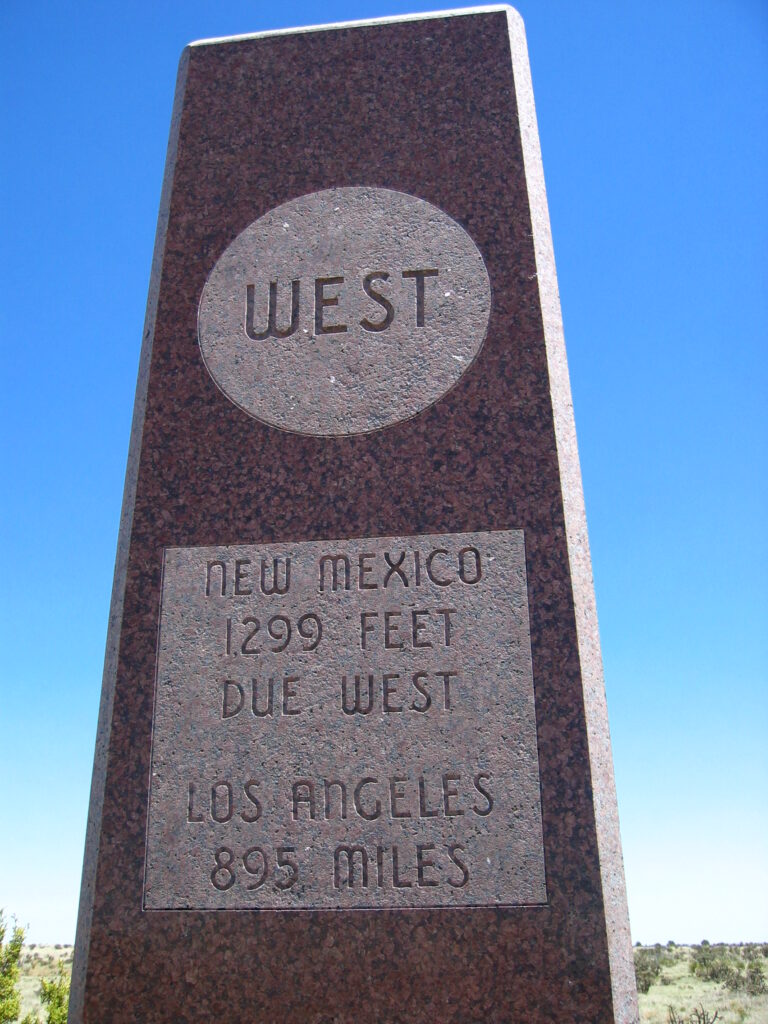 WEST
NEW MEXICO
1299 FEET
DUE WEST
LOS ANGELES
895 MILES